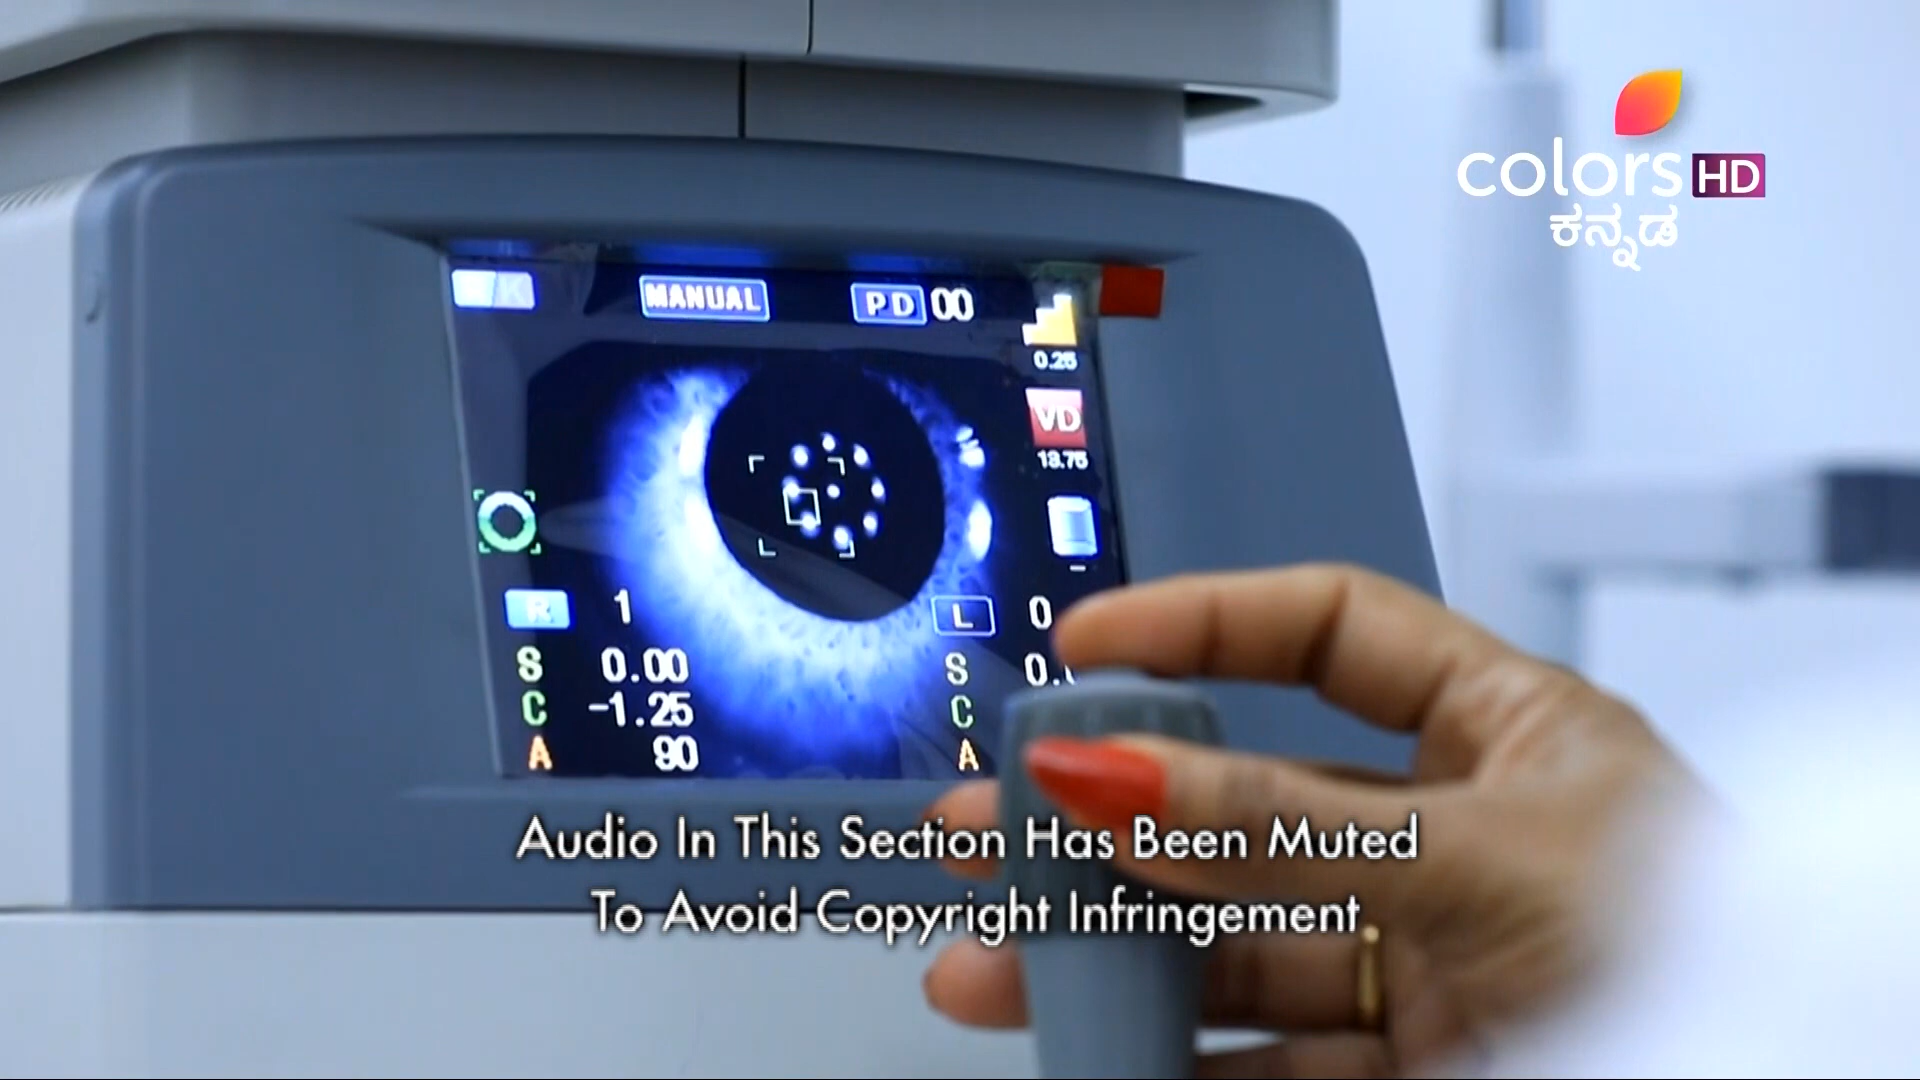 colors HD
ಕನ್ನಡ
MANUAL
PD 00
0.25
VD
13.75
R 1
L 0
S 0.00
S 0.
C -1.25
C
A 90
A
Audio In This Section Has Been Muted
To Avoid Copyright Infringement